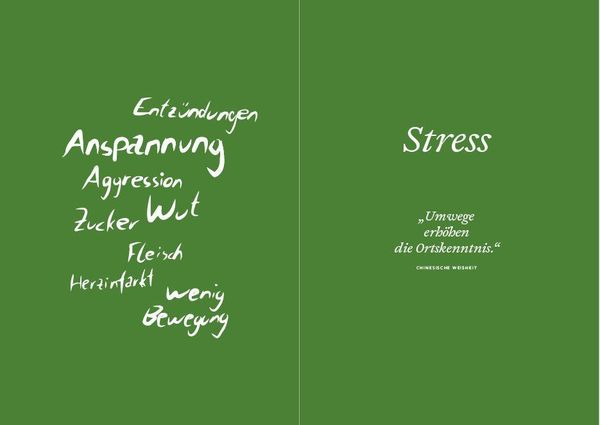 Entzündungen
Anspannung
Aggression
Zucker Wut
Fleisch
Herzinfarkt
wenig
Bewegung
Stress
„Umwege
erhöhen
die Ortskenntnis.“
CHINESISCHE WEISHEIT